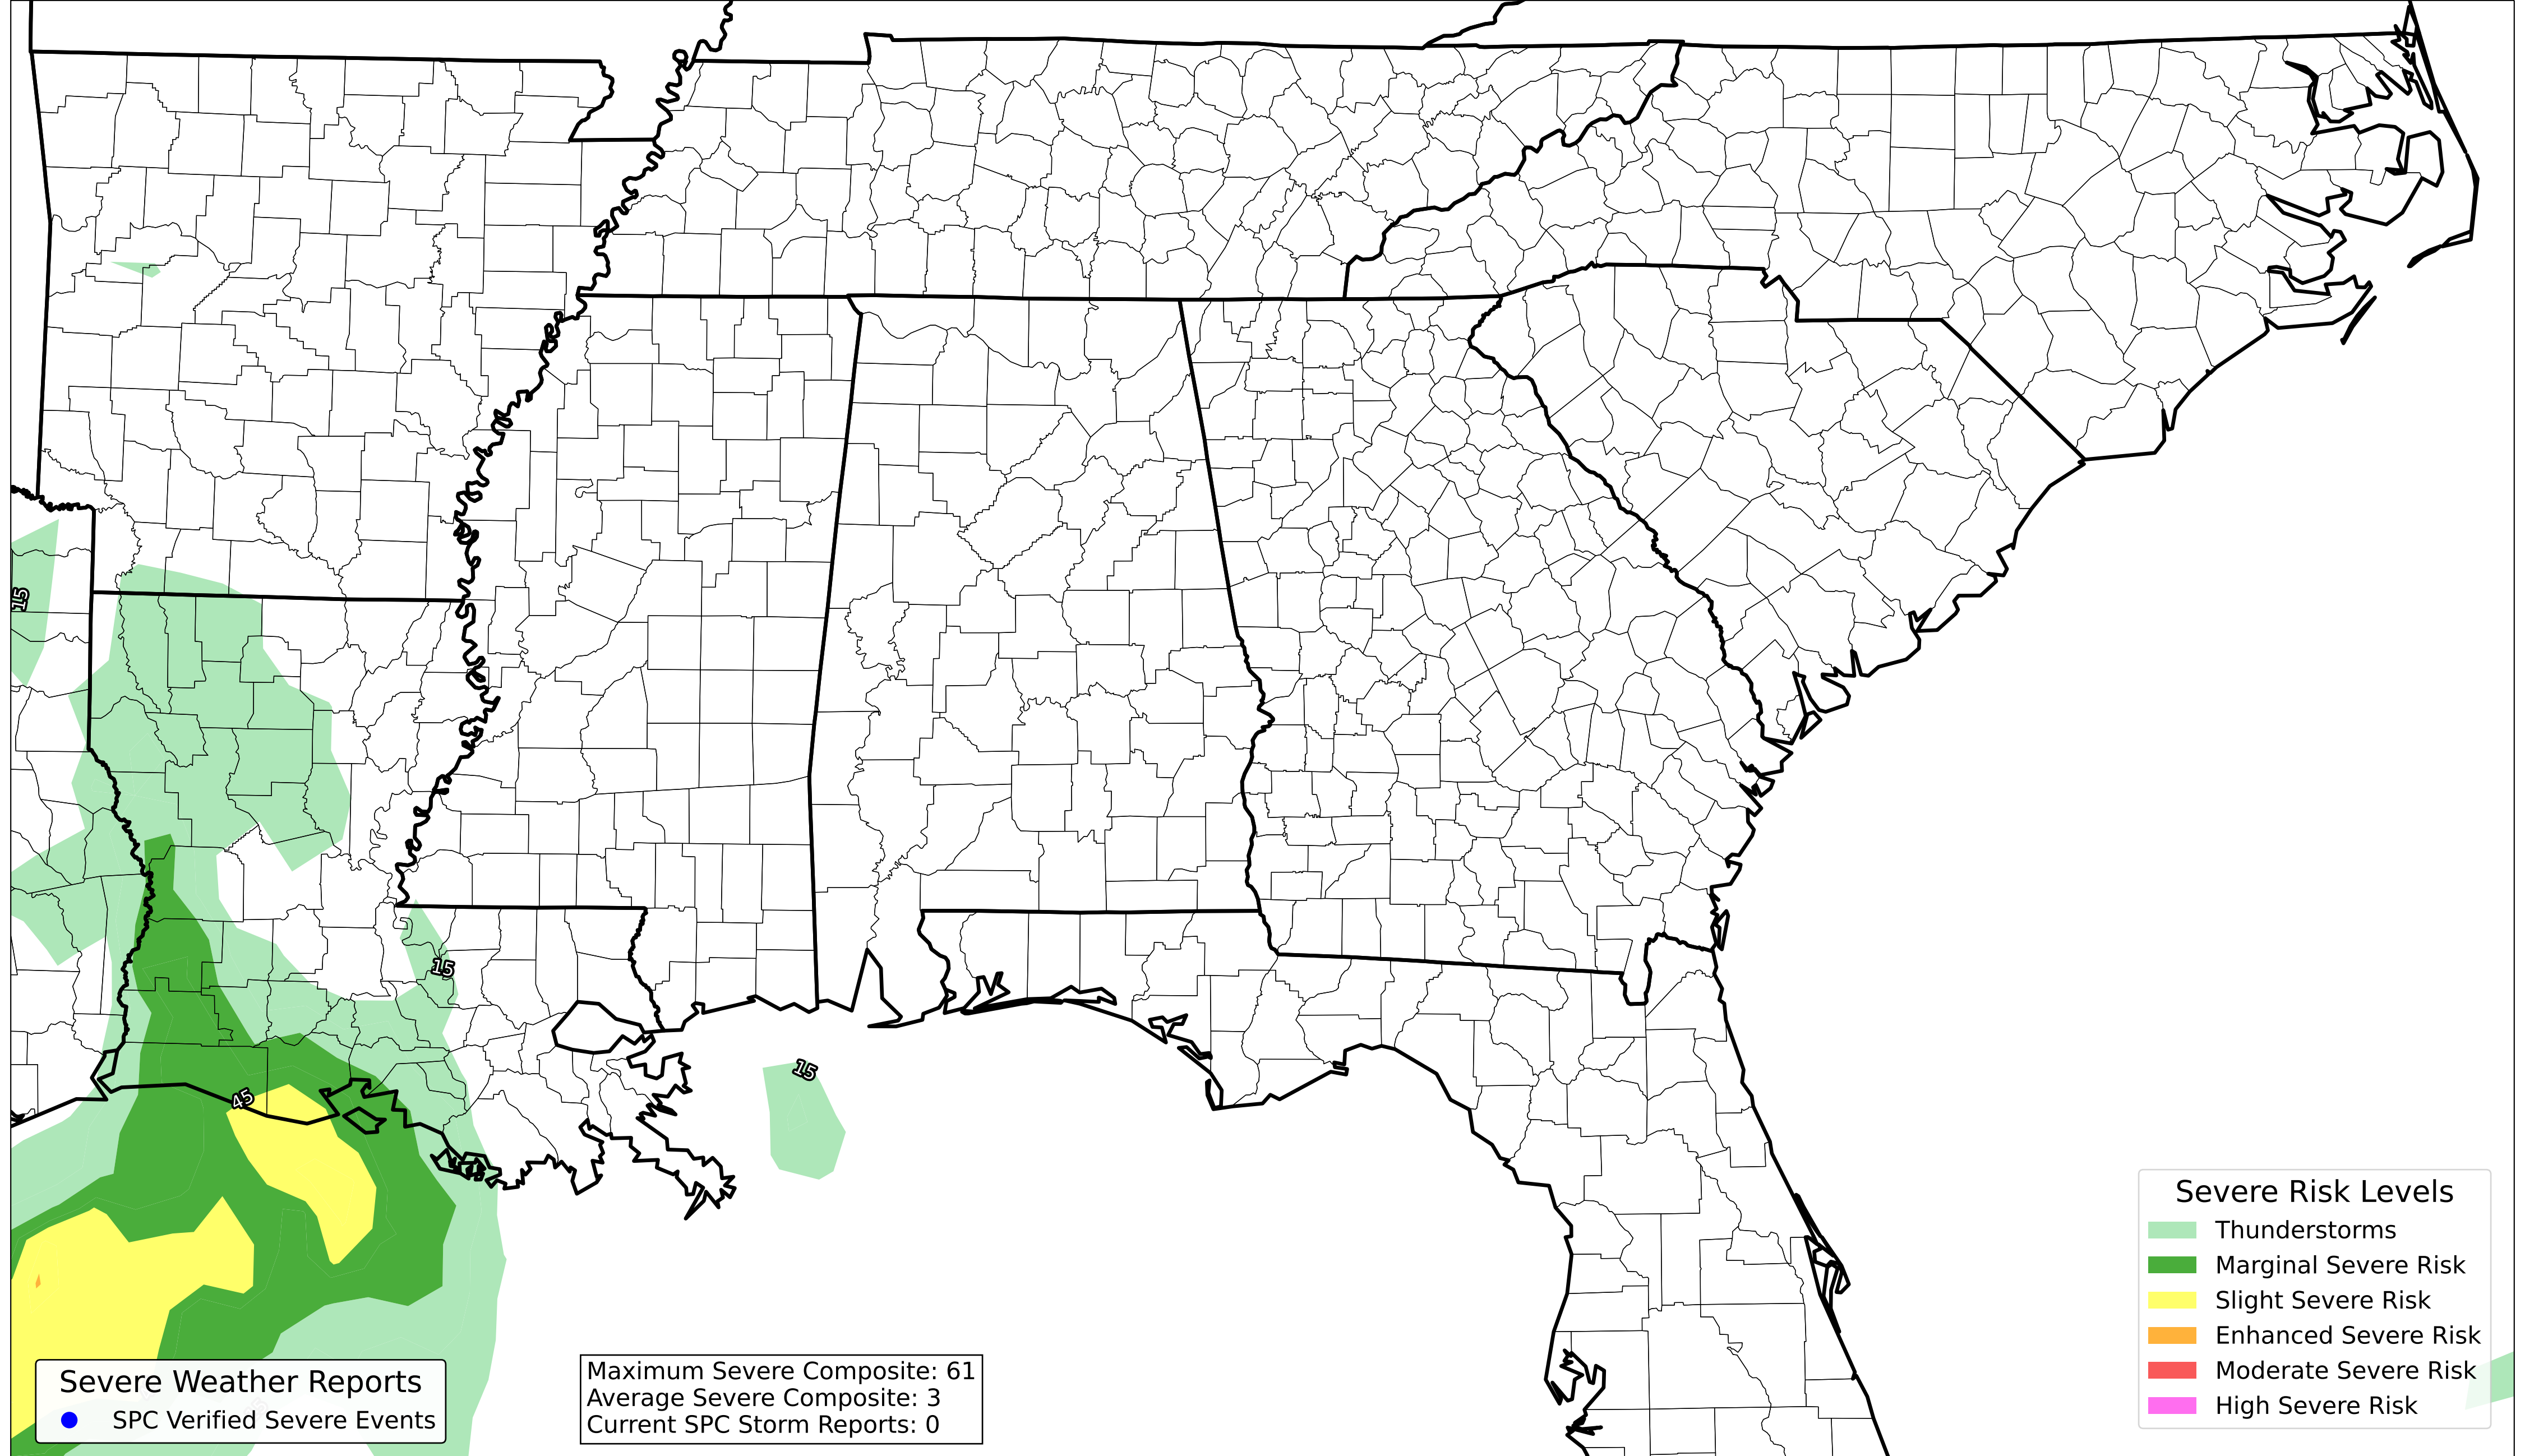 15
15
15
45
Severe Risk Levels
Thunderstorms
Marginal Severe Risk
Slight Severe Risk
Enhanced Severe Risk
Moderate Severe Risk
High Severe Risk
Severe Weather Reports
SPC Verified Severe Events
Maximum Severe Composite: 61
Average Severe Composite: 3
Current SPC Storm Reports: 0